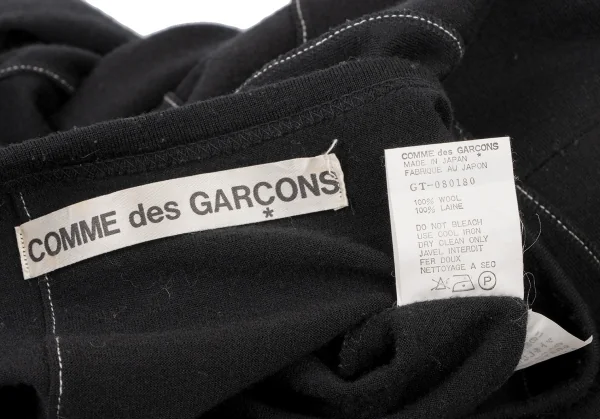 COMME des GARÇONS
COMME des GARCONS
MADE IN JAPAN *
FABRIQUE AU JAPON
GT-080180
100% WOOL
100% LAINE
DO NOT BLEACH
USE COOL IRON
DRY CLEAN ONLY
JAVEL INTERDIT
FER DOUX
NETTOYAGE A SEC
P